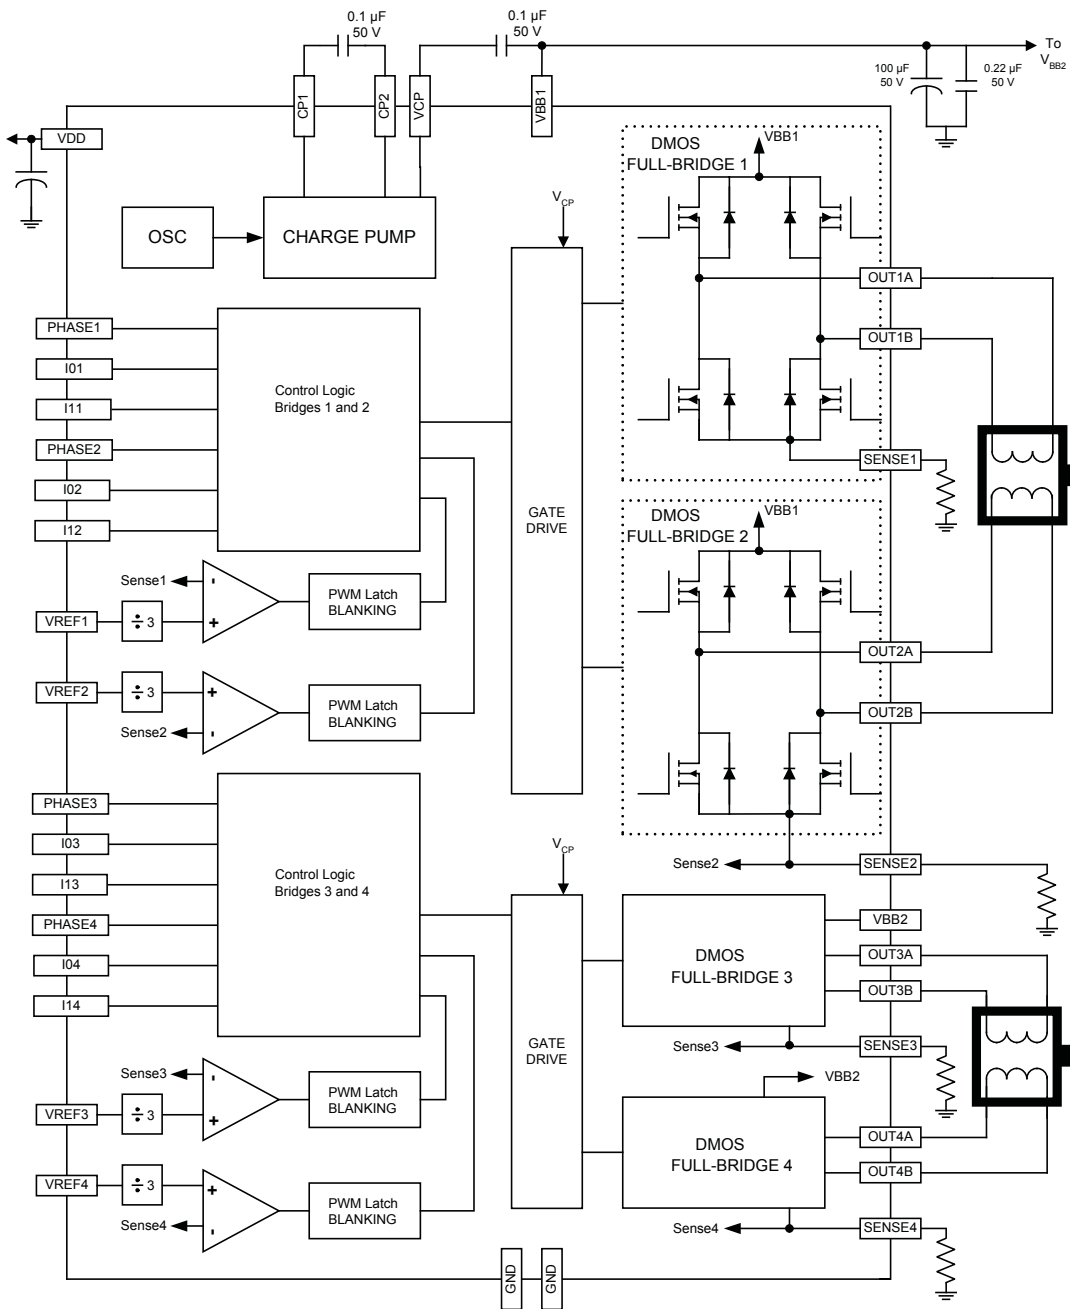 0.1 µF
50 V
0.1 µF
50 V
To
VBB2
100 µF
50 V
0.22 µF
50 V
CP1
CP2
VCP
VBB1
VDD
OSC
CHARGE PUMP
VCP
DMOS
FULL-BRIDGE 1
VBB1
OUT1A
OUT1B
SENSE1
PHASE1
I01
I11
PHASE2
I02
I12
Control Logic
Bridges 1 and 2
GATE
DRIVE
DMOS
FULL-BRIDGE 2
VBB1
Sense1
-
+
÷ 3
VREF1
PWM Latch
BLANKING
VREF2
÷ 3
+
-
Sense2
PWM Latch
BLANKING
OUT2A
OUT2B
Sense2
SENSE2
PHASE3
I03
I13
PHASE4
I04
I14
Control Logic
Bridges 3 and 4
VCP
GATE
DRIVE
DMOS
FULL-BRIDGE 3
VBB2
OUT3A
OUT3B
Sense3
SENSE3
VBB2
DMOS
FULL-BRIDGE 4
OUT4A
OUT4B
Sense4
SENSE4
Sense3
-
+
VREF3
÷ 3
PWM Latch
BLANKING
VREF4
÷ 3
+
-
Sense4
PWM Latch
BLANKING
GND
GND